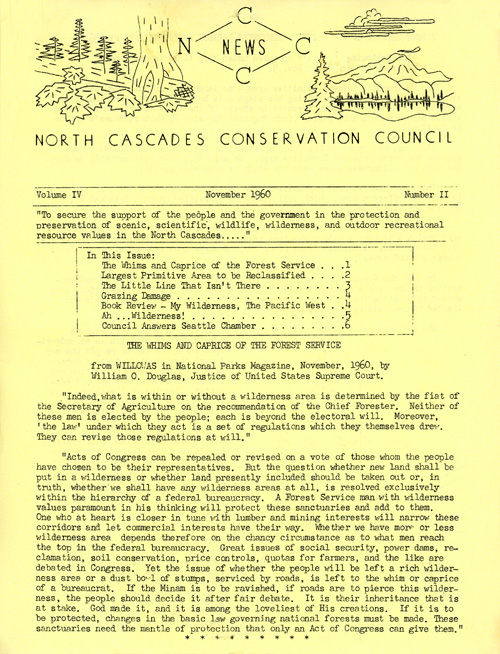 C
N NEWS C
C
NORTH CASCADES CONSERVATION COUNCIL
Volume IV November 1960 Number II
"To secure the support of the people and the government in the protection and
preservation of scenic, scientific, wildlife, wilderness, and outdoor recreational
resource values in the North Cascades....."
In This Issue:
The Whims and Caprice of the Forest Service . . .1
Largest Primitive Area to be Reclassified . . . .2
The Little Line That Isn't There . . . . . . . . 3
Grazing Damage . . . . . . . . . . . . . . . . . 4
Book Review - My Wilderness, The Pacific West . .4
Ah ...Wilderness! . . . . . . . . . . . . . . . .5
Council Answers Seattle Chamber . . . . . . . . .6
THE WHIMS AND CAPRICE OF THE FOREST SERVICE
from in National Parks Magazine, November, 1960, by
William O. Douglas, Justice of United States Supreme Court.
"Indeed,what is within or without a wilderness area is determined by the fiat of
the Secretary of Agriculture on the recommendation of the Chief Forester. Neither of
these men is elected by the people; each is beyond the electoral will. Moreover,
'the law' under which they act is a set of regulations which they themselves drew.
They can revise those regulations at will."
"Acts of Congress can be repealed or revised on a vote of those whom the people
have chosen to be their representatives. But the question whether new land shall be
put in a wilderness or whether land presently included should be taken out or, in
truth, whether we shall have any wilderness areas at all, is resolved exclusively
within the hierarchy of a federal bureaucracy. A Forest Service man with wilderness
values paramount in his thinking will protect these sanctuaries and add to them.
One who at heart is closer in tune with lumber and mining interests will narrow these
corridors and let commercial interests have their way. Whether we have more or less
wilderness area depends therefore on the chancy circumstance as to what men reach
the top in the federal bureaucracy. Great issues of social security, power dams, re-
clamation, soil conservation, price controls, quotas for farmers, and the like are
debated in Congress. Yet the issue of whether the people will be left a rich wilder-
ness area or a dust bowl of stumps, serviced by roads, is left to the whim or caprice
of a bureaucrat. If the Minam is to be ravished, if roads are to pierce this wilder-
ness, the people should decide it after fair debate. It is their inheritance that is
at stake. God made it, and it is among the loveliest of His creations. If it is to
be protected, changes in the basic law governing national forests must be made. These
sanctuaries need the mantle of protection that only an Act of Congress can give them."
* * * * * * * * *